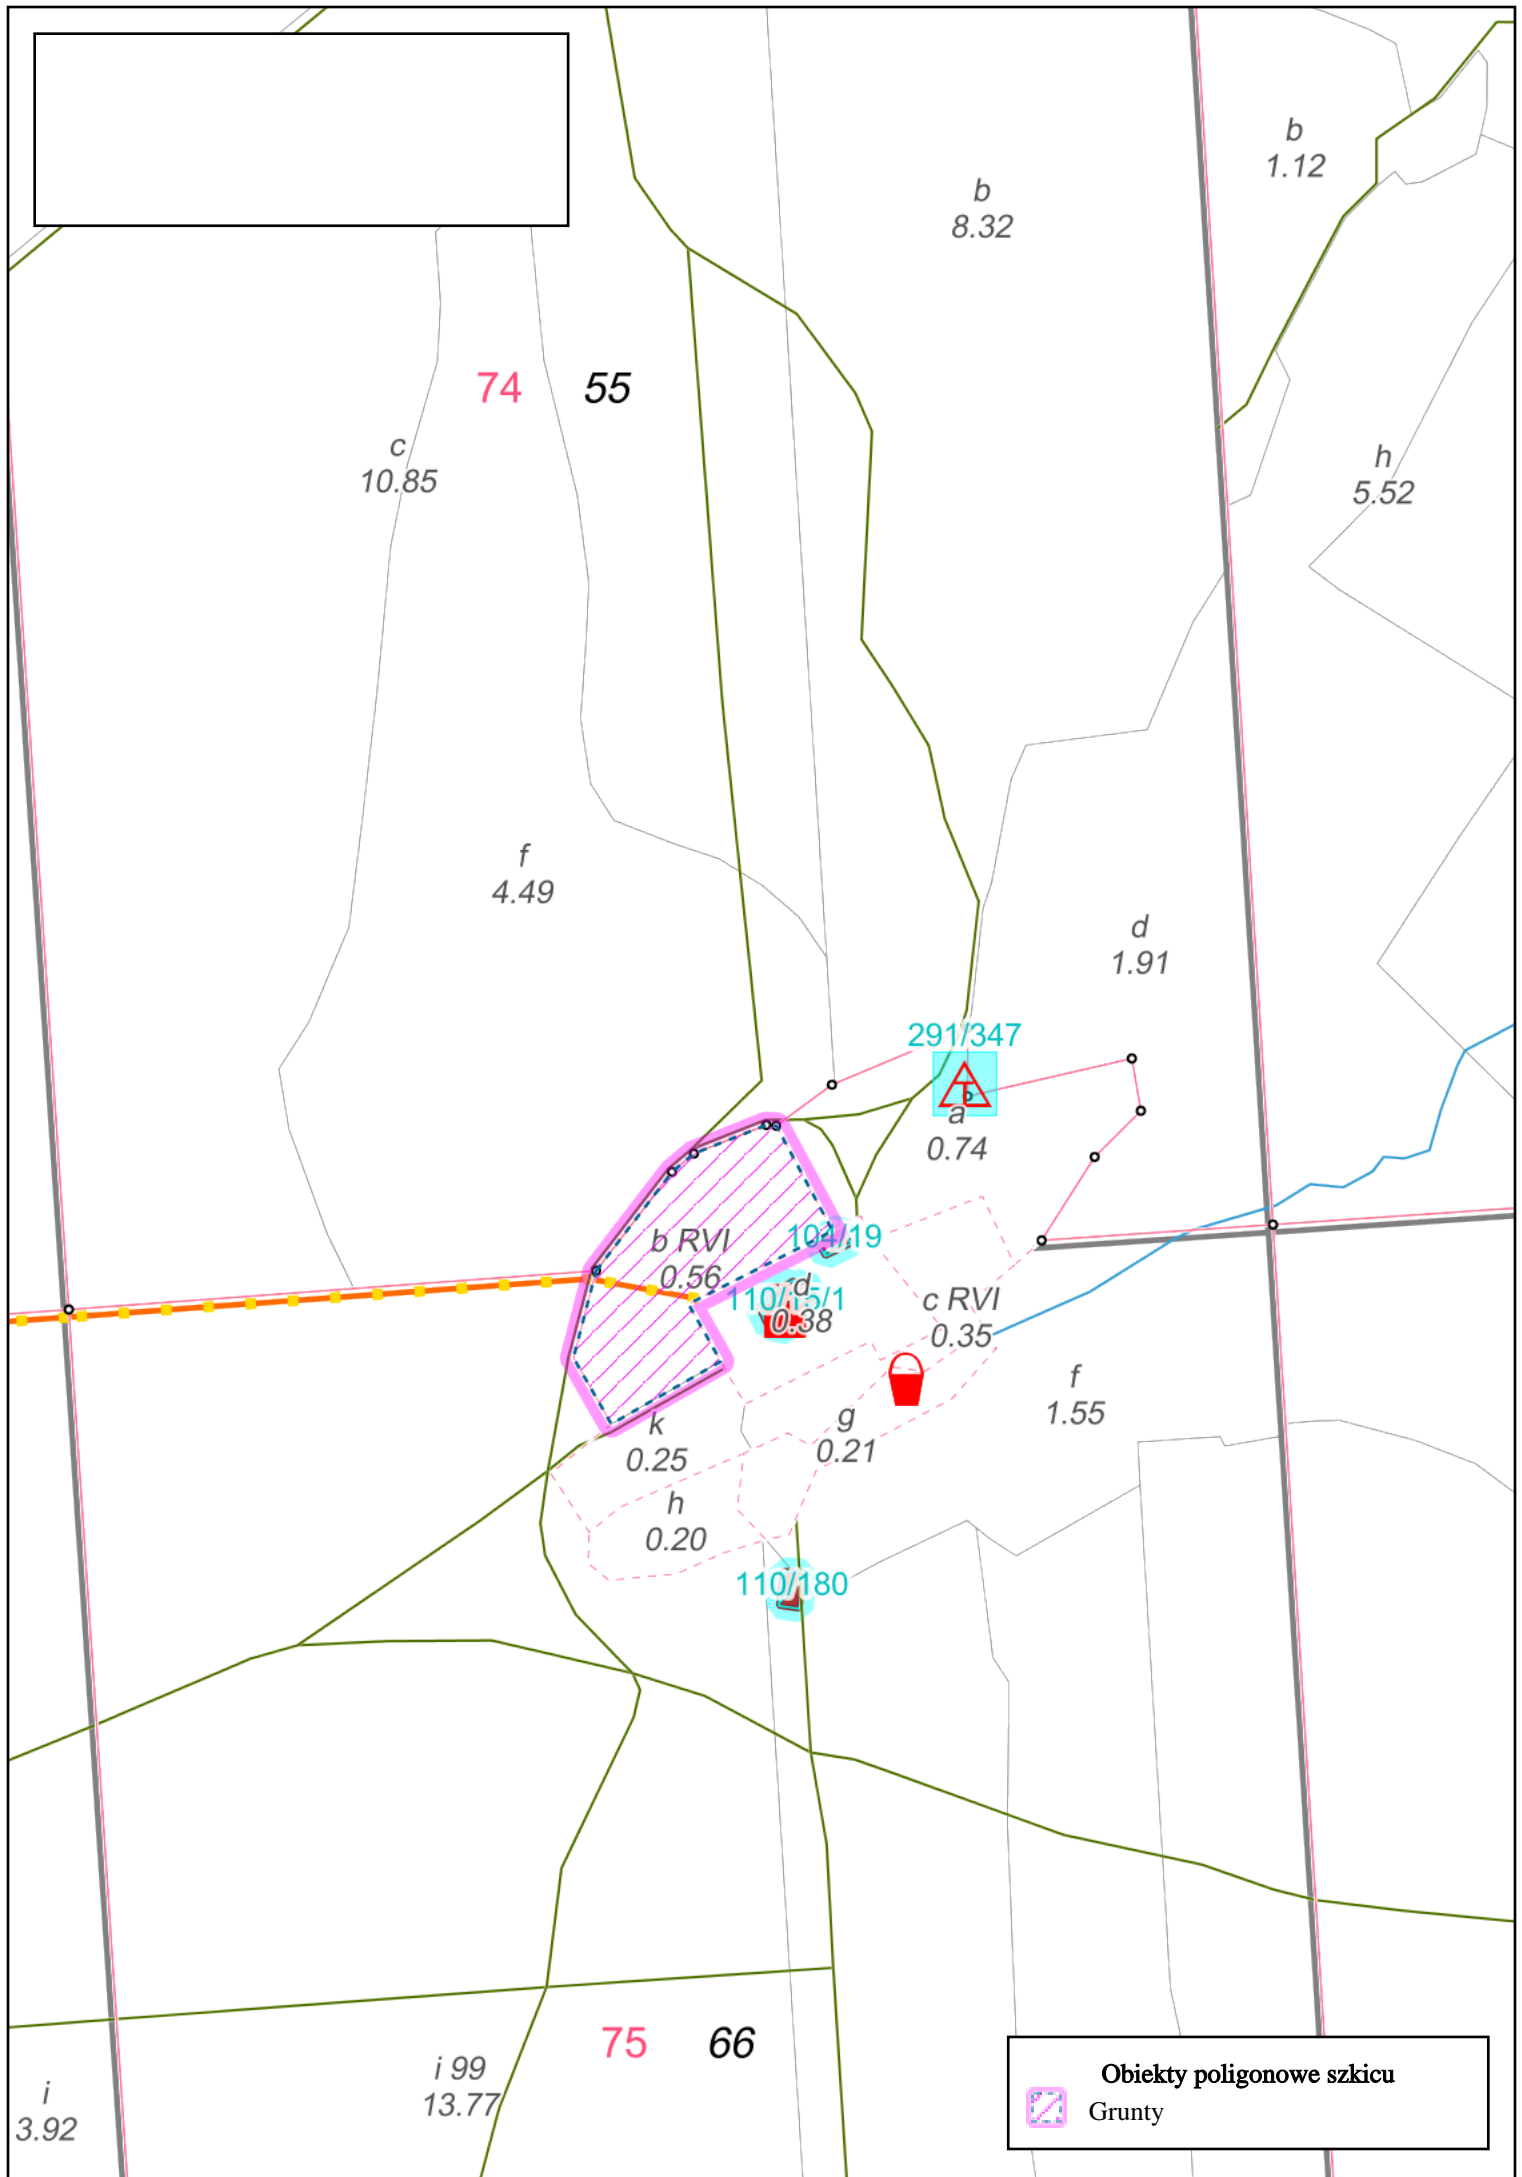 b
1.12
b
8.32
74 55
c
10.85
h
5.52
f
4.49
d
1.91
291/347
a
0.74
b RVI
0.56
104/19
110/15/1
d
0.38
c RVI
0.35
f
1.55
k
0.25
g
0.21
h
0.20
110/180
75 66
i 99
13.77
i
3.92
Obiekty poligonowe szkicu
Grunty